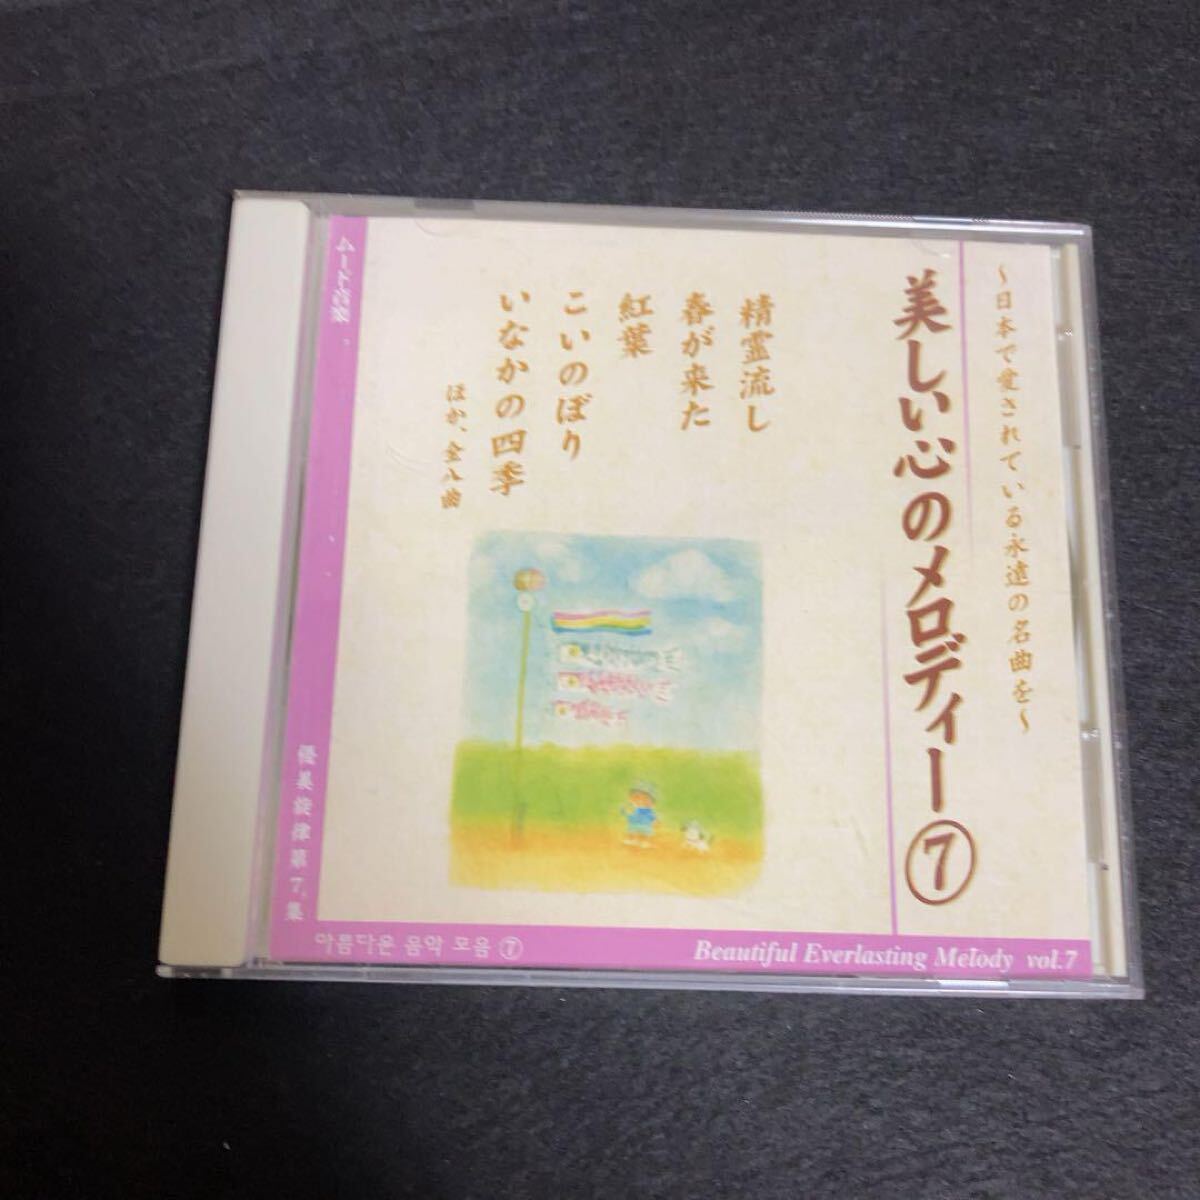 ～日本で愛されている永遠の名曲を～
美しい心のメロディー⑦
精霊流し
春が来た
紅葉
こいのぼり
いなかの四季
ほか、全八曲
ムード音楽
優美旋律第7集
아름다운 음악 모음 ⑦
Beautiful Everlasting Melody vol.7